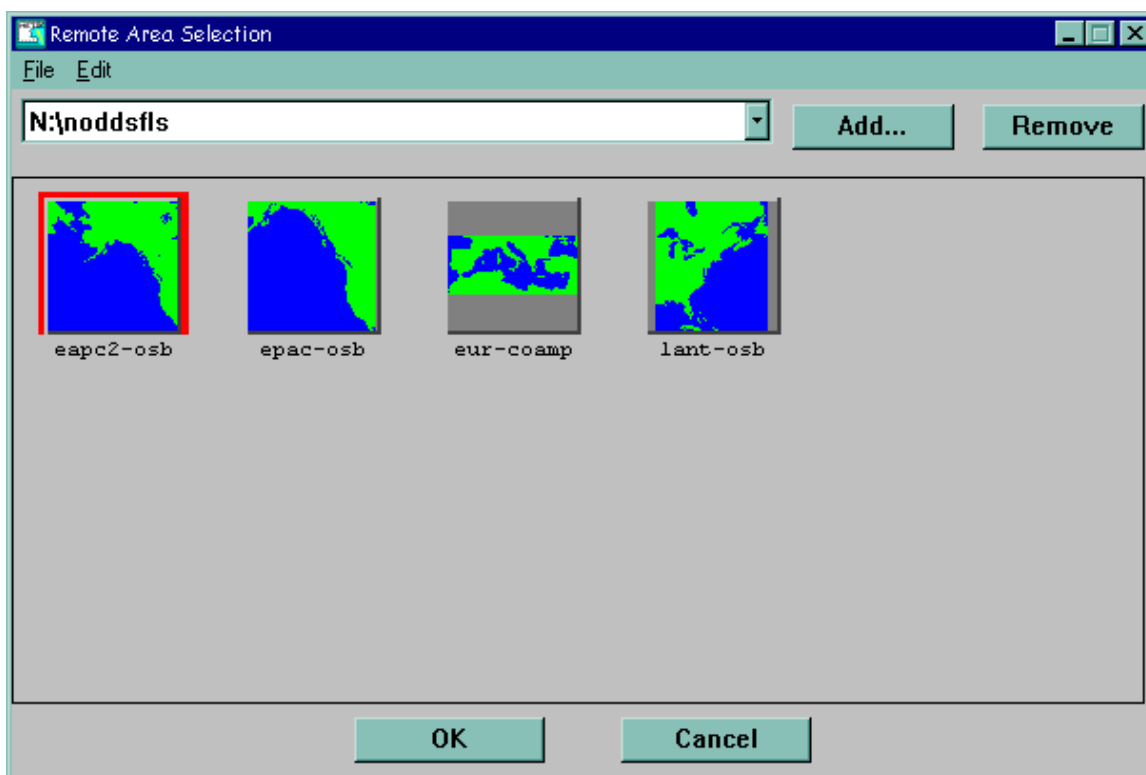 Remote Area Selection
File Edit
N:\noddsfls
Add...
Remove
eapc2-osb
epac-osb
eur-coamp
lant-osb
OK
Cancel